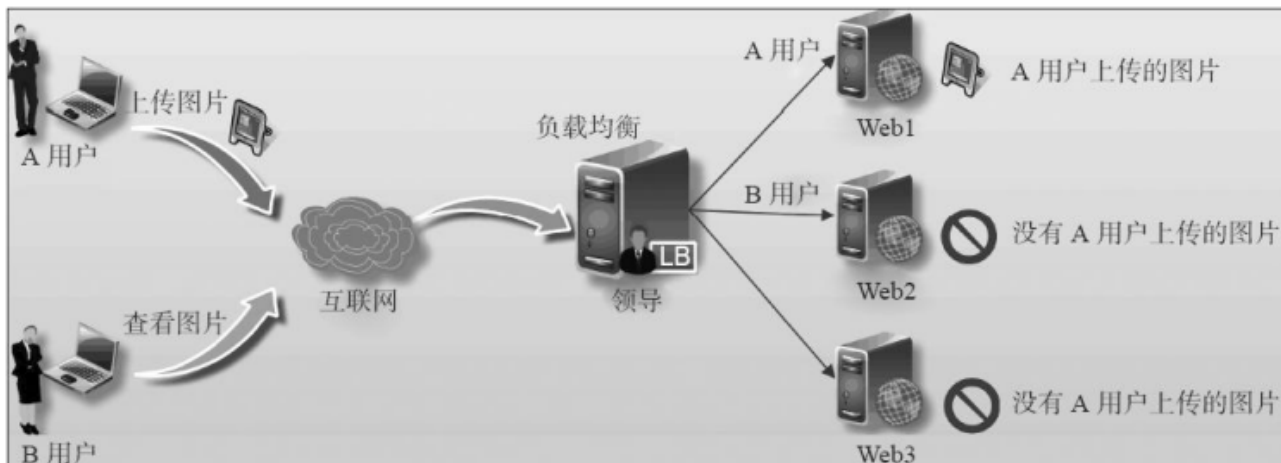 上传图片
A 用户
查看图片
B 用户
互联网
负载均衡
LB
领导
A 用户
Web1
A 用户上传的图片
B 用户
Web2
没有 A 用户上传的图片
Web3
没有 A 用户上传的图片